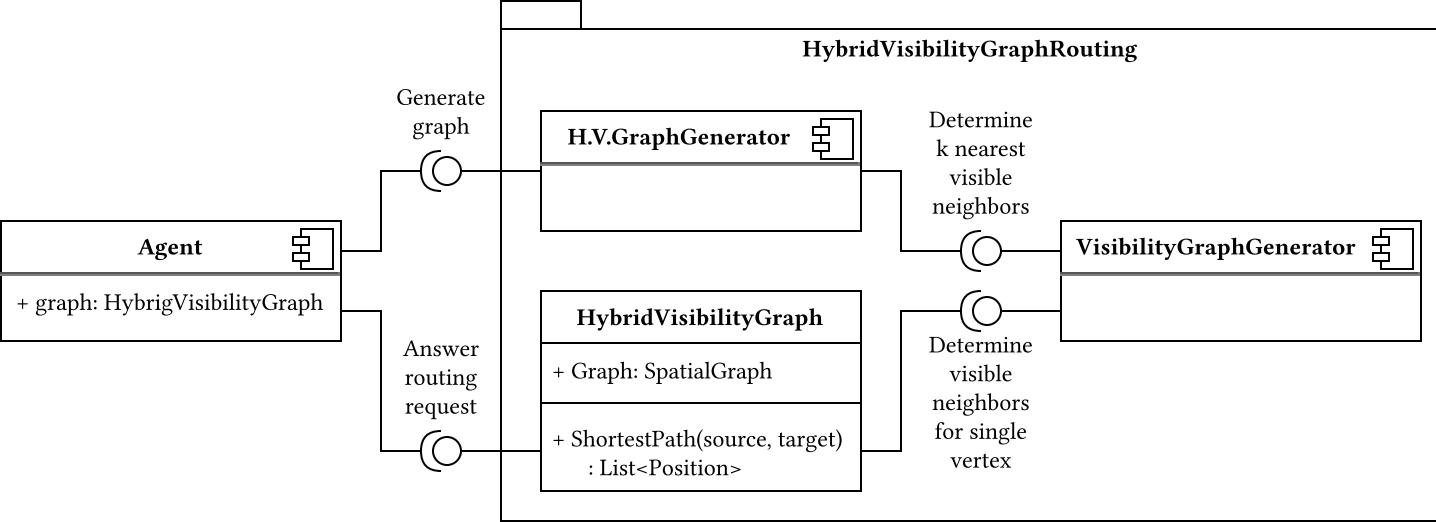 HybridVisibilityGraphRouting
Generate
graph
H.V.GraphGenerator
Determine
k nearest
visible
neighbors
Agent
+ graph: HybrigVisibilityGraph
VisibilityGraphGenerator
Answer
routing
request
HybridVisibilityGraph
+ Graph: SpatialGraph
+ ShortestPath(source, target)
: List<Position>
Determine
visible
neighbors
for single
vertex